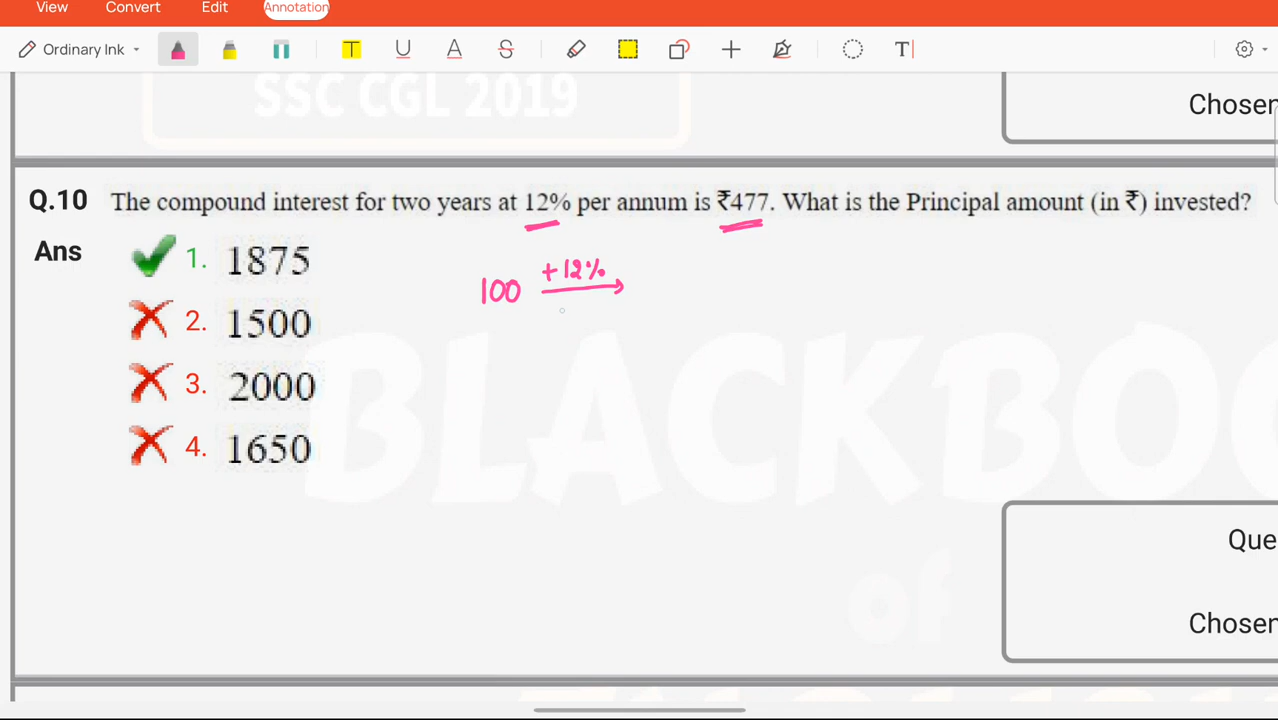 View Convert Edit Annotation
Ordinary Ink T U A S T
SSC CGL 2019
Chosen
Q.10 The compound interest for two years at 12% per annum is ₹477. What is the Principal amount (in ₹) invested?
Ans 1. 1875
100 +12%
2. 1500
3. 2000
4. 1650
BLACKBOO
of
Que
Chosen